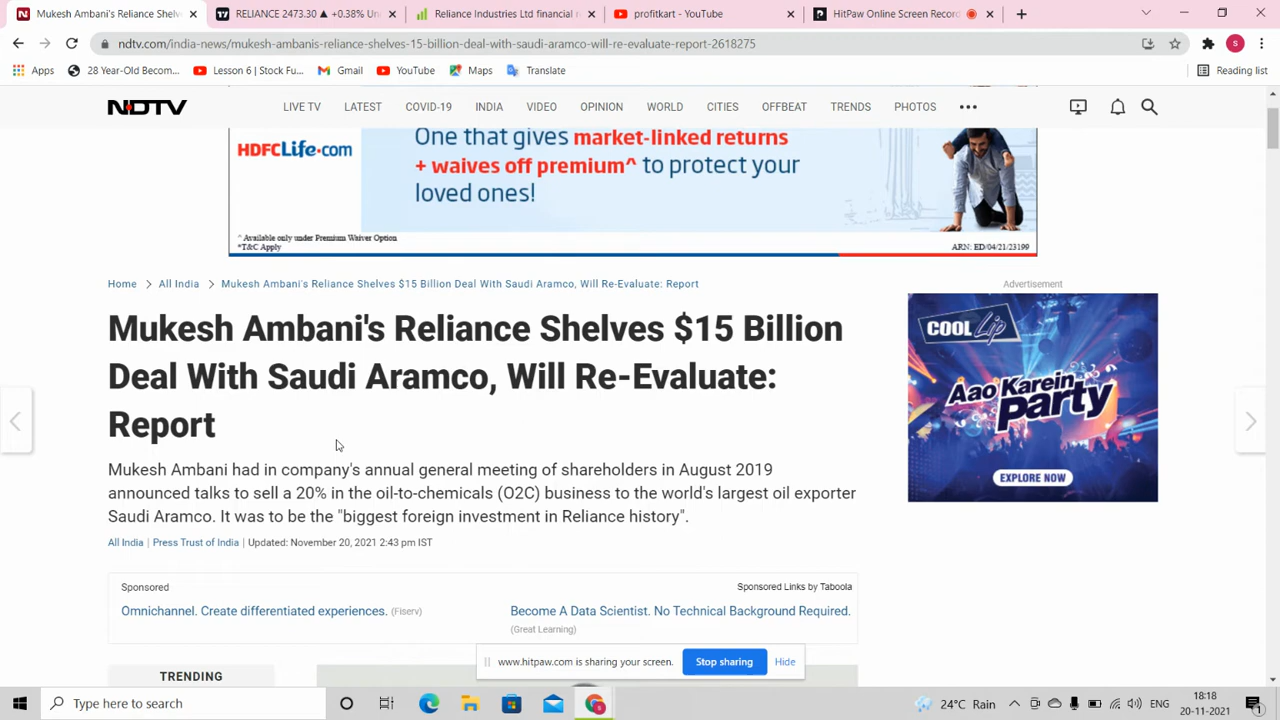 Mukesh Ambani's Reliance Shelv
RELIANCE 2473.30 ▲ +0.38% Un
Reliance Industries Ltd financial r
profitkart - YouTube
HitPaw Online Screen Record
ndtv.com/india-news/mukesh-ambanis-reliance-shelves-15-billion-deal-with-saudi-aramco-will-re-evaluate-report-2618275
Apps
28 Year-Old Becom...
Lesson 6 | Stock Fu...
Gmail
YouTube
Maps
Translate
Reading list
NDTV
LIVE TV
LATEST
COVID-19
INDIA
VIDEO
OPINION
WORLD
CITIES
OFFBEAT
TRENDS
PHOTOS
HDFCLife.com
One that gives market-linked returns
+ waives off premium^ to protect your
loved ones!
^ Available only under Premium Waiver Option
*T&C Apply
ARN: ED/04/21/23199
Home > All India > Mukesh Ambani's Reliance Shelves $15 Billion Deal With Saudi Aramco, Will Re-Evaluate: Report
Mukesh Ambani's Reliance Shelves $15 Billion
Deal With Saudi Aramco, Will Re-Evaluate:
Report
Mukesh Ambani had in company's annual general meeting of shareholders in August 2019
announced talks to sell a 20% in the oil-to-chemicals (O2C) business to the world's largest oil exporter
Saudi Aramco. It was to be the "biggest foreign investment in Reliance history".
All India | Press Trust of India | Updated: November 20, 2021 2:43 pm IST
Advertisement
COOL Lip
Aao Karein
party
EXPLORE NOW
Sponsored
Sponsored Links by Taboola
Omnichannel. Create differentiated experiences. (Fiserv)
Become A Data Scientist. No Technical Background Required.
(Great Learning)
TRENDING
www.hitpaw.com is sharing your screen.
Stop sharing
Hide
Type here to search
24°C Rain
ENG
18:18
20-11-2021
1